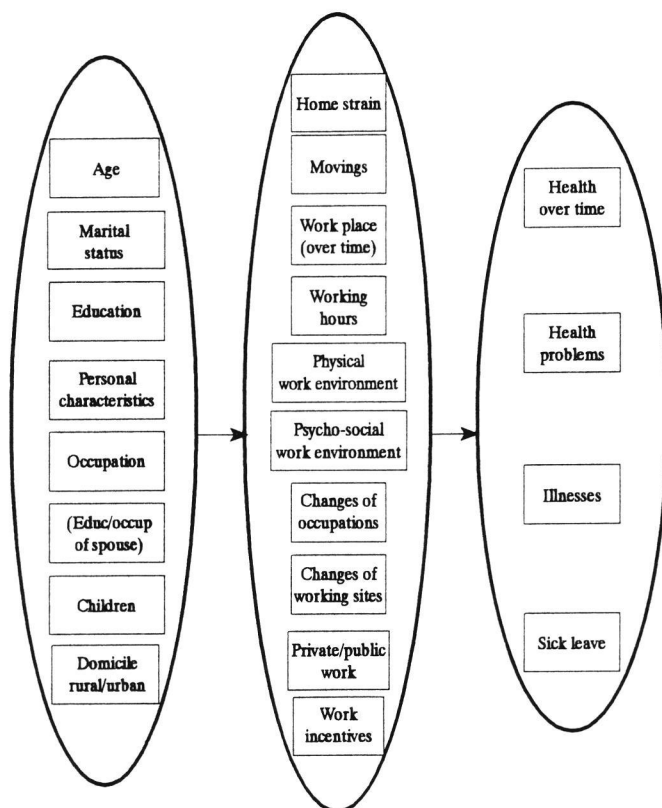 Age
Marital
status
Education
Personal
characteristics
Occupation
(Educ/occup
of spouse)
Children
Domicile
rural/urban
Home strain
Movings
Work place
(over time)
Working
hours
Physical
work environment
Psycho-social
work environment
Changes of
occupations
Changes of
working sites
Private/public
work
Work
incentives
Health
over time
Health
problems
Illnesses
Sick leave